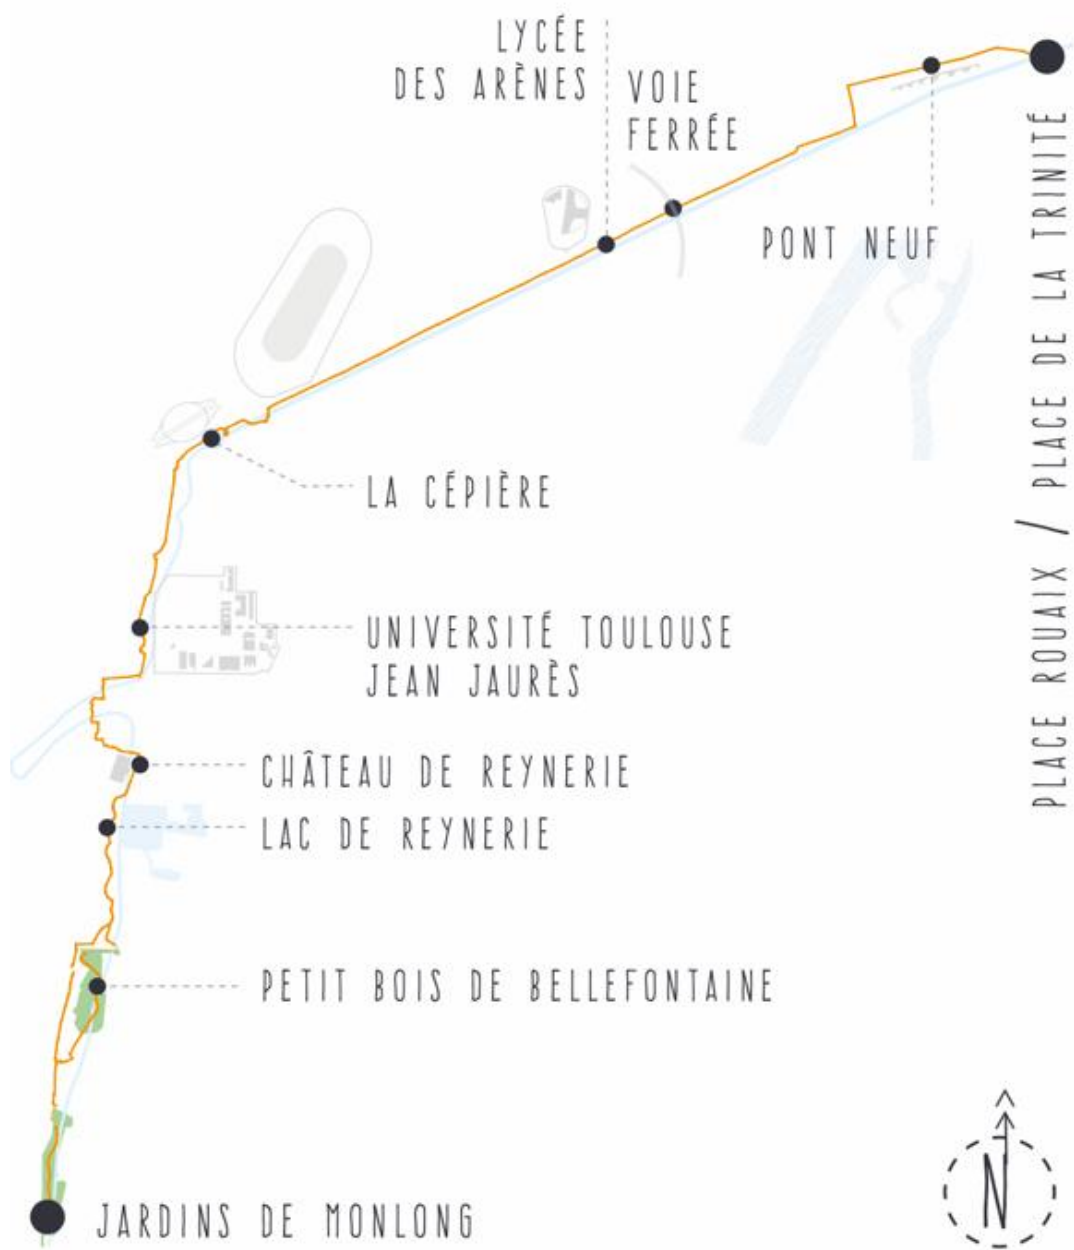 LYCÉE
DES ARÈNES
VOIE
FERRÉE
PONT NEUF
PLACE ROUAIX / PLACE DE LA TRINITÉ
LA CÉPIÈRE
UNIVERSITÉ TOULOUSE
JEAN JAURÈS
CHÂTEAU DE REYNERIE
LAC DE REYNERIE
PETIT BOIS DE BELLEFONTAINE
JARDINS DE MONLONG
N